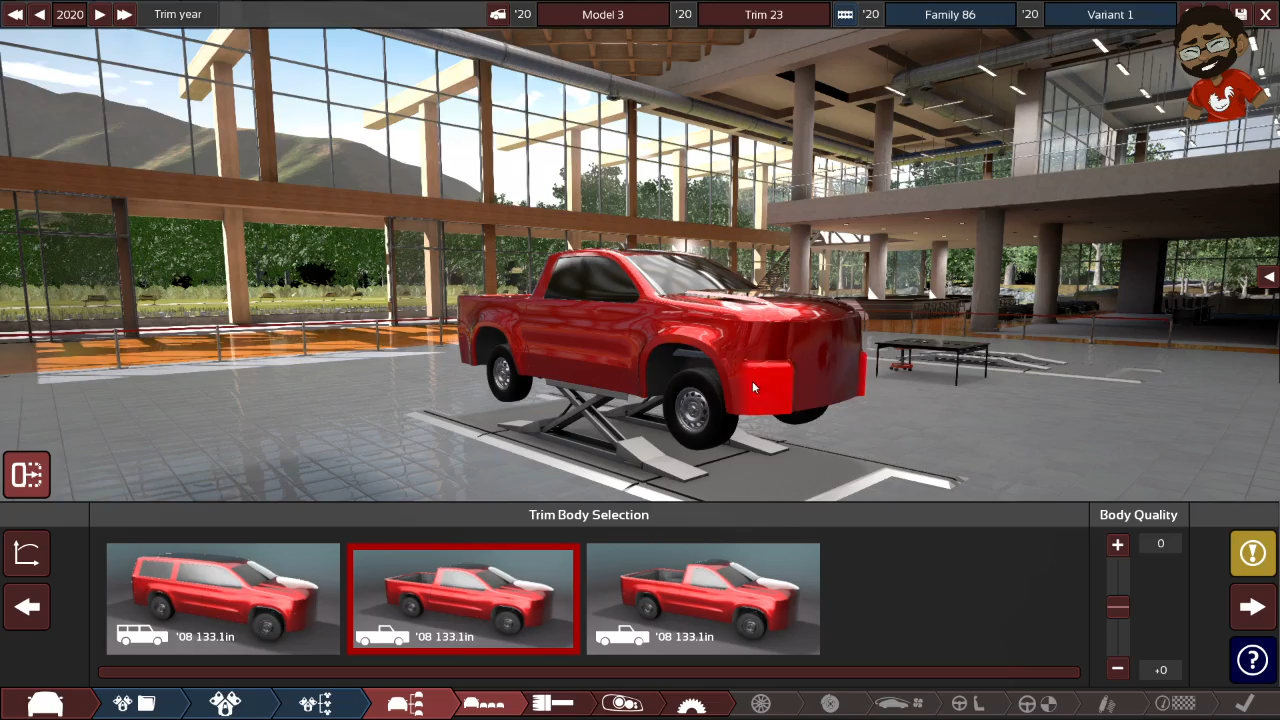 2020
Trim year
'20
Model 3
'20
Trim 23
'20
Family 86
'20
Variant 1
Trim Body Selection
Body Quality
0
'08 133.1in
'08 133.1in
'08 133.1in
+0